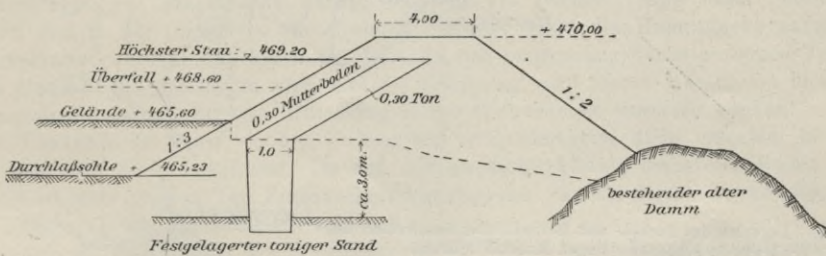 4,00
+ 470,00
Höchster Stau: 469.20
Überfall + 468.60
0,30 Mutterboden
0,30 Ton
1:2
Gelände + 465,60
1:3
1,0
Durchlaßsohle + 465,23
ca. 3.0 m.
bestehender alter
Damm
Festgelagerter toniger Sand